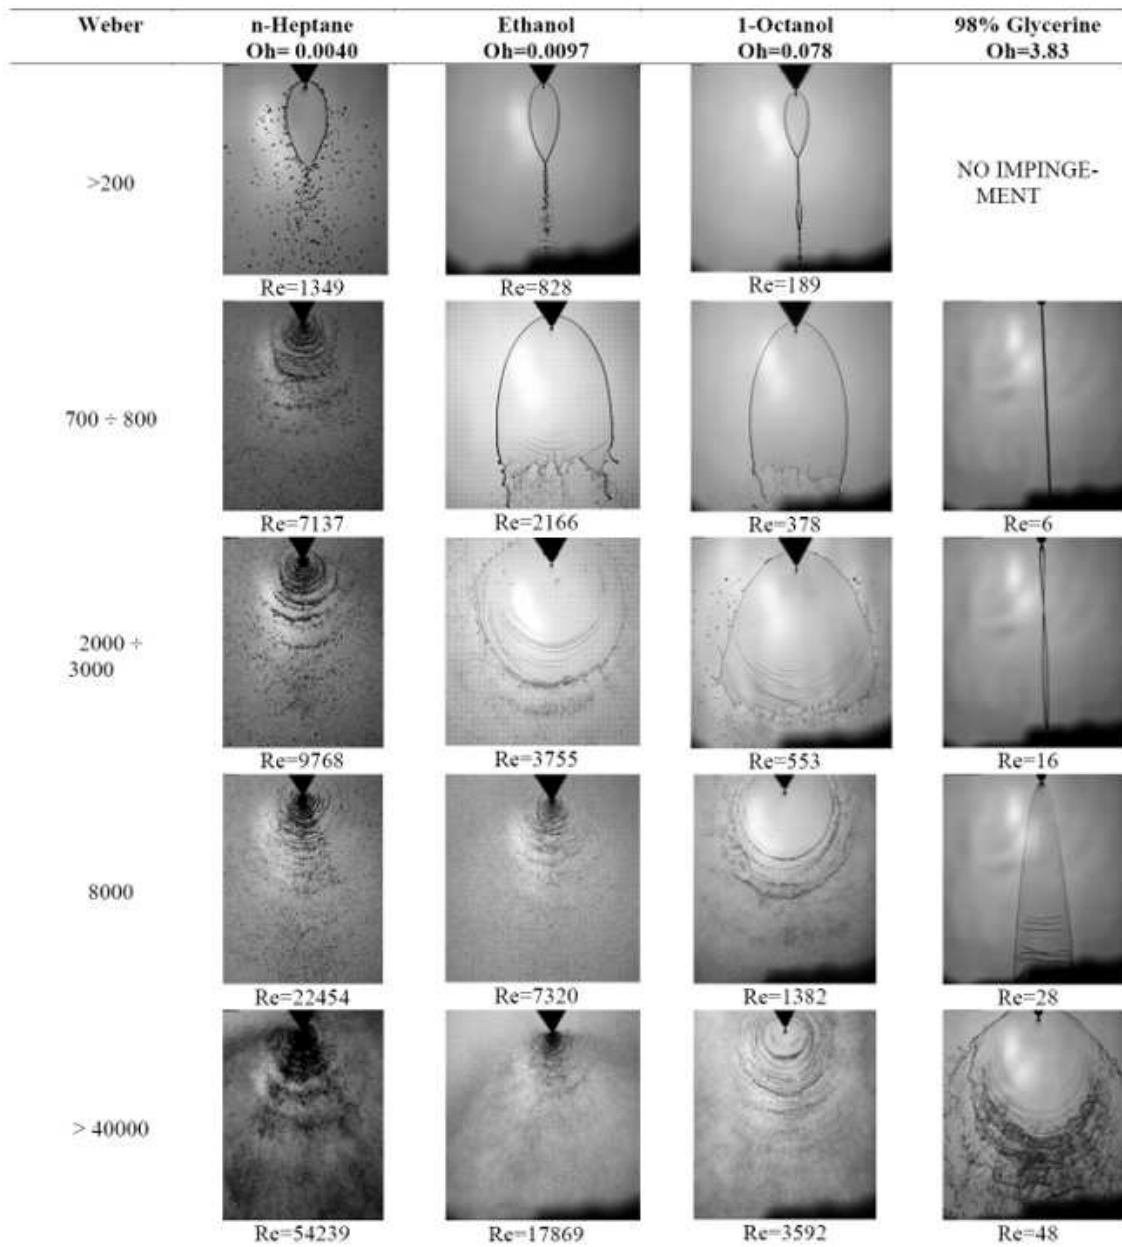 Weber n-Heptane Ethanol 1-Octanol 98% Glycerine
Oh= 0.0040 Oh=0.0097 Oh=0.078 Oh=3.83
>200
NO IMPINGE-
MENT
Re=1349 Re=828 Re=189
700 ÷ 800
Re=7137 Re=2166 Re=378 Re=6
2000 ÷
3000
Re=9768 Re=3755 Re=553 Re=16
8000
Re=22454 Re=7320 Re=1382 Re=28
> 40000
Re=54239 Re=17869 Re=3592 Re=48